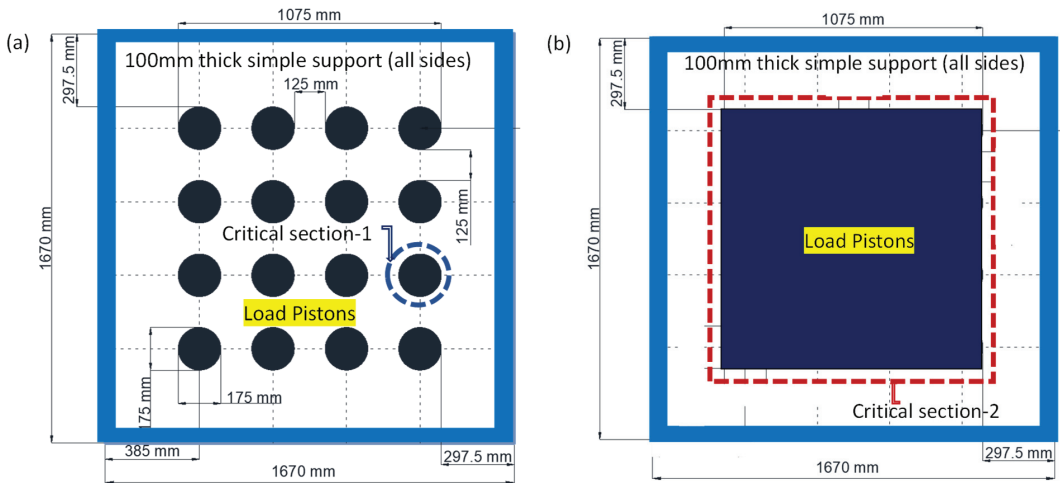 (a)
1075 mm
297.5 mm
100mm thick simple support (all sides)
125 mm
1670 mm
125 mm
Critical section-1
Load Pistons
175 mm
175 mm
385 mm
297.5 mm
1670 mm
(b)
1075 mm
297.5 mm
100mm thick simple support (all sides)
1670 mm
Load Pistons
Critical section-2
297.5 mm
1670 mm